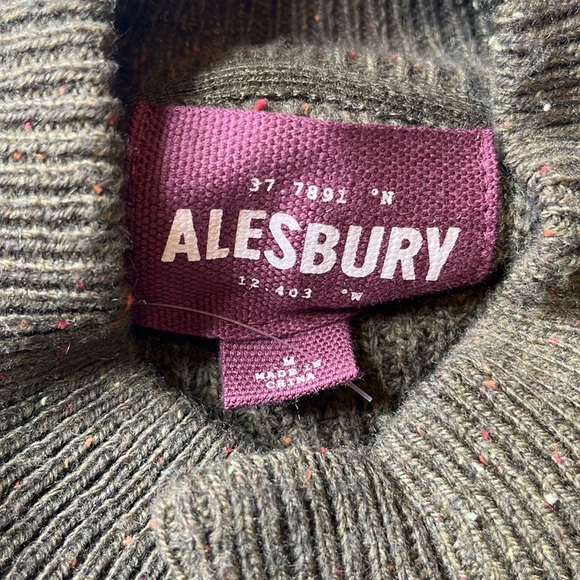 37.7891 °N
ALESBURY
12 403 °W
M
MADE IN
CHINA